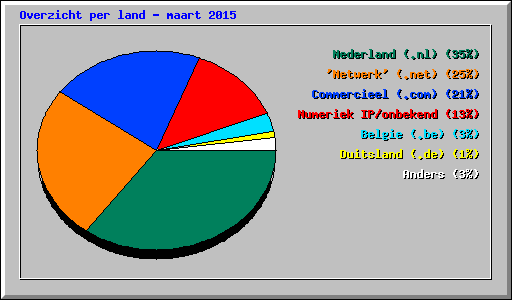 Overzicht per land - maart 2015
Nederland (.nl) (35%)
'Netwerk' (.net) (25%)
Commercieel (.com) (21%)
Numeriek IP/onbekend (13%)
Belgie (.be) (3%)
Duitsland (.de) (1%)
Anders (3%)